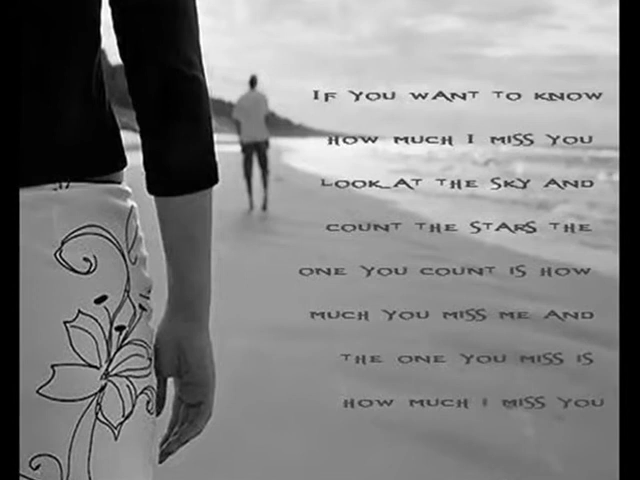 If you want to know
how much I miss you
look at the sky and
count the stars the
one you count is how
much you miss me and
the one you miss is
how much I miss you